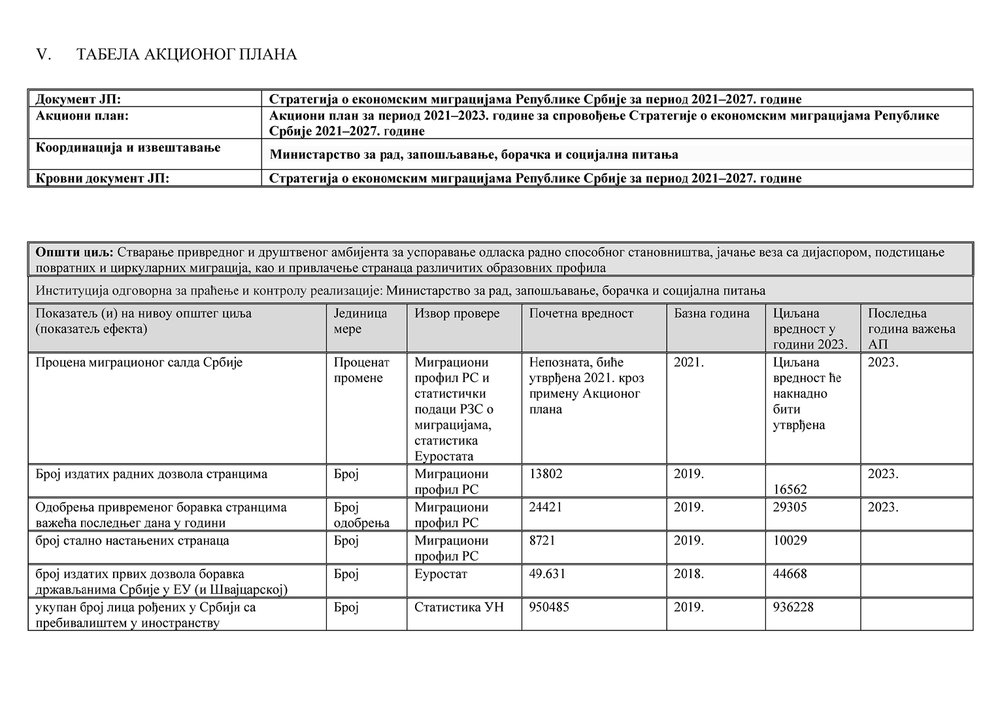 V. ТАБЕЛА АКЦИОНОГ ПЛАНА
Документ ЈП: Стратегија о економским миграцијама Републике Србије за период 2021–2027. године
Акциони план: Акциони план за период 2021–2023. године за спровођење Стратегије о економским миграцијама Републике
Србије 2021–2027. године
Координација и извештавање
Министарство за рад, запошљавање, борачка и социјална питања
Кровни документ ЈП: Стратегија о економским миграцијама Републике Србије за период 2021–2027. године
Општи циљ: Стварање привредног и друштвеног амбијента за успоравање одласка радно способног становништва, јачање веза са дијаспором, подстицање
повратних и циркуларних миграција, као и привлачење странаца различитих образовних профила
Институција одговорна за праћење и контролу реализације: Министарство за рад, запошљавање, борачка и социјална питања
Показатељ (и) на нивоу општег циља
(показатељ ефекта)
Јединица
мере
Извор провере
Почетна вредност
Базна година
Циљана
вредност у
години 2023.
Последња
година важења
АП
Процена миграционог салда Србије
Проценат
промене
Миграциони
профил РС и
статистички
подаци РЗС о
миграцијама,
статистика
Еуростата
Непозната, биће
утврђена 2021. кроз
примену Акционог
плана
2021.
Циљана
вредност ће
накнадно
бити
утврђена
2023.
Број издатих радних дозвола странцима
Број
Миграциони
профил РС
13802
2019.
16562
2023.
Одобрења привременог боравка странцима
важећа последњег дана у години
Број
одобрења
Миграциони
профил РС
24421
2019.
29305
2023.
број стално настањених странаца
Број
Миграциони
профил РС
8721
2019.
10029
број издатих првих дозвола боравка
држављанима Србије у ЕУ (и Швајцарској)
Број
Еуростат
49.631
2018.
44668
укупан број лица рођених у Србији са
пребивалиштем у иностранству
Број
Статистика УН
950485
2019.
936228